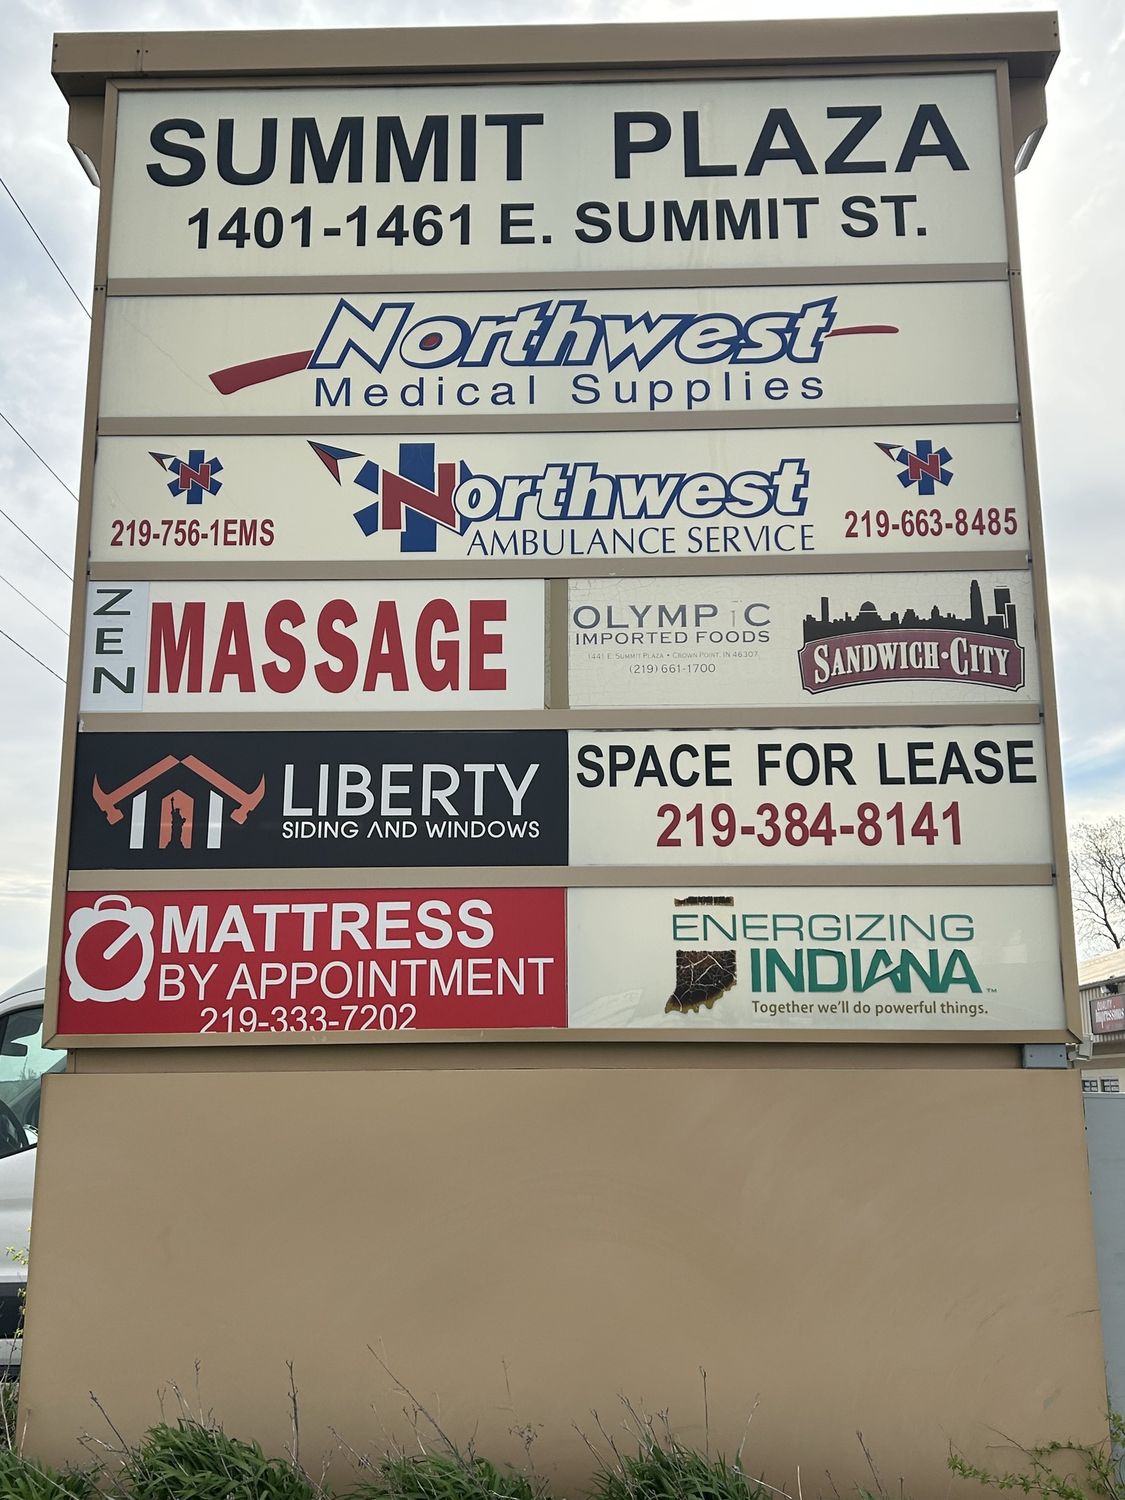 SUMMIT PLAZA
1401-1461 E. SUMMIT ST.
Northwest
Medical Supplies
219-756-1EMS
Northwest
AMBULANCE SERVICE
219-663-8485
ZEN
MASSAGE
OLYMPiC
IMPORTED FOODS
1441 E. SUMMIT PLAZA • CROWN POINT, IN 46307
(219) 661-1700
SANDWICH•CITY
LIBERTY
SIDING AND WINDOWS
SPACE FOR LEASE
219-384-8141
MATTRESS
BY APPOINTMENT
219-333-7202
ENERGIZING
INDIANA™
Together we'll do powerful things.